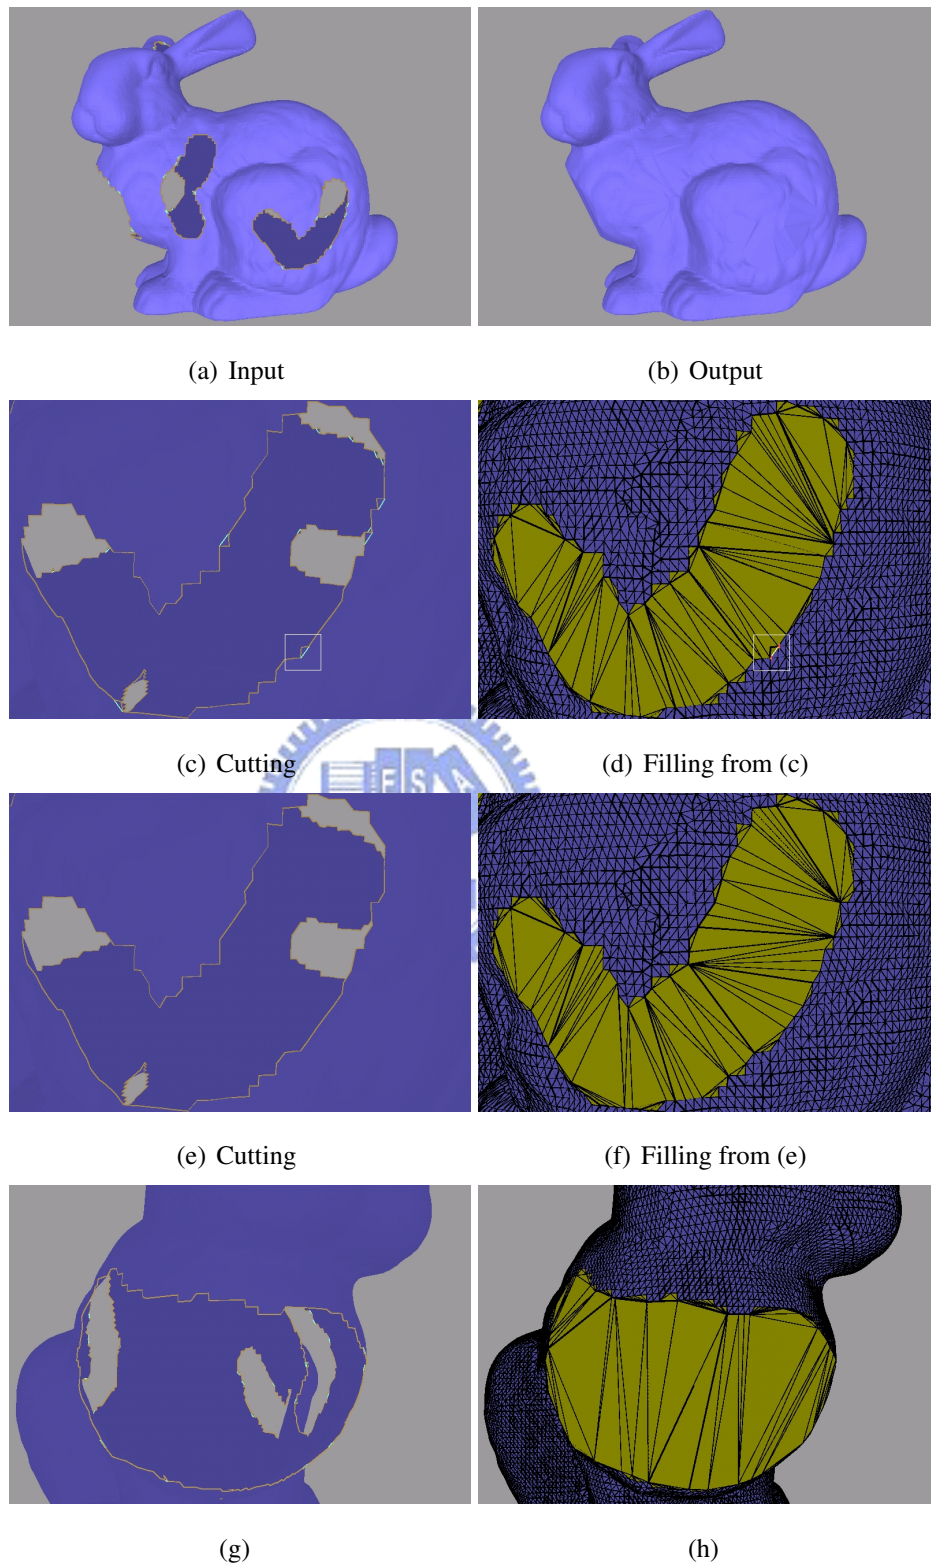 (a) Input
(b) Output
(c) Cutting
(d) Filling from (c)
E S A
(e) Cutting
(f) Filling from (e)
(g)
(h)